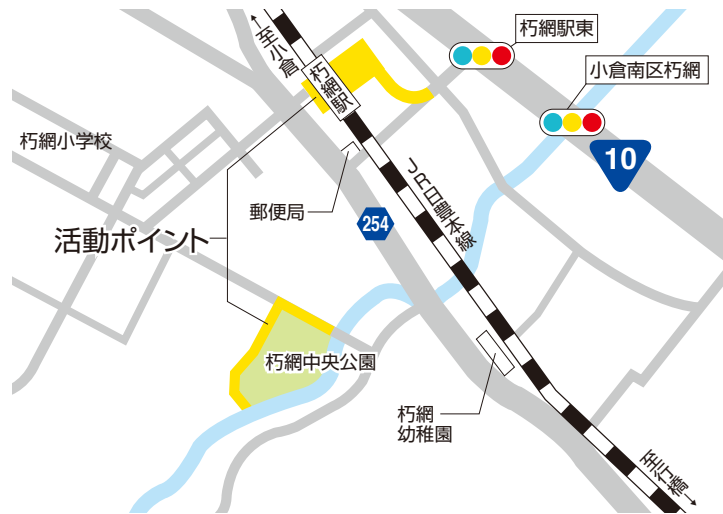 至小倉
朽網駅
朽網駅東
小倉南区朽網
10
朽網小学校
郵便局
254
JR日豊本線
活動ポイント
朽網中央公園
朽網
幼稚園
至行橋